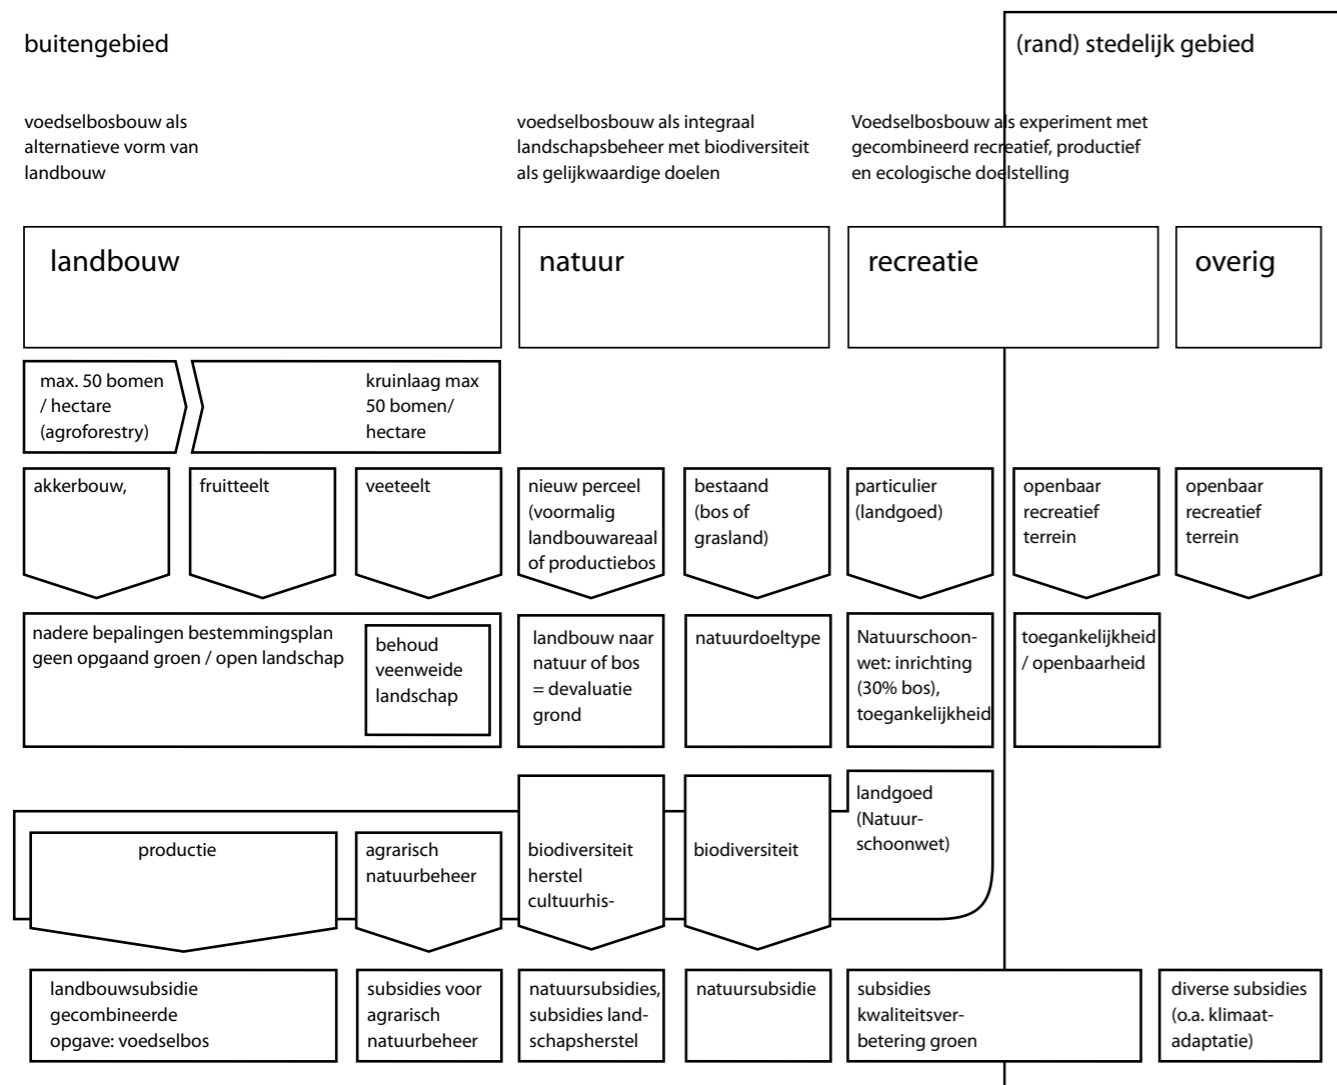 buitengebied
(rand) stedelijk gebied
voedselbosbouw als
alternatieve vorm van
landbouw
voedselbosbouw als integraal
landschapsbeheer met biodiversiteit
als gelijkwaardige doelen
Voedselbosbouw als experiment met
gecombineerd recreatief, productief
en ecologische doelstelling
landbouw
natuur
recreatie
overig
max. 50 bomen
/ hectare
(agroforestry)
kruinlaag max
50 bomen/
hectare
akkerbouw,
fruitteelt
veeteelt
nieuw perceel
(voormalig
landbouwareaal
of productiebos
bestaand
(bos of
grasland)
particulier
(landgoed)
openbaar
recreatief
terrein
openbaar
recreatief
terrein
nadere bepalingen bestemmingsplan
geen opgaand groen / open landschap
behoud
veenweide
landschap
landbouw naar
natuur of bos
= devaluatie
grond
natuurdoeltype
Natuurschoon-
wet: inrichting
(30% bos),
toegankelijkheid
toegankelijkheid
/ openbaarheid
productie
agrarisch
natuurbeheer
biodiversiteit
herstel
cultuurhis-
biodiversiteit
landgoed
(Natuur-
schoonwet)
landbouwsubsidie
gecombineerde
opgave: voedselbos
subsidies voor
agrarisch
natuurbeheer
natuursubsidies,
subsidies land-
schapsherstel
natuursubsidie
subsidies
kwaliteitsver-
betering groen
diverse subsidies
(o.a. klimaat-
adaptatie)